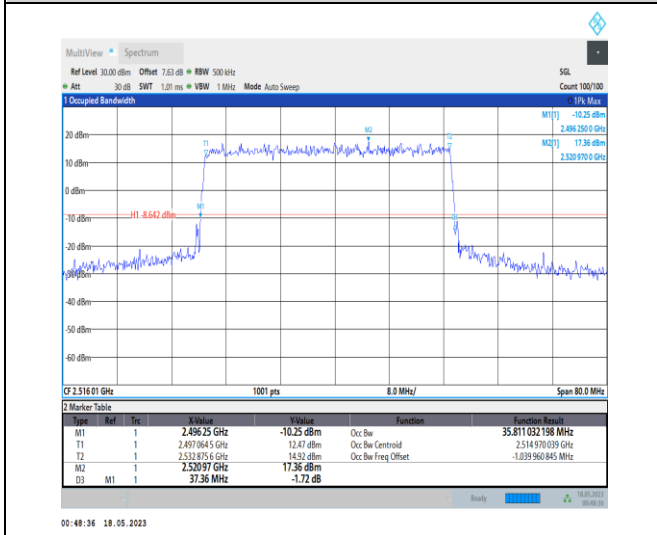 MultiView Spectrum
Ref Level 30.00 dBm Offset 7.63 dB RBW 500 kHz SGL
Att 30 dB SWT 1.01 ms VBW 1 MHz Mode Auto Sweep Count 100/100
1 Occupied Bandwidth 1Pk Max
M1[1] -10.25 dBm
2.496 250 0 GHz
M2[1] 17.36 dBm
2.520 970 0 GHz
20 dBm
T1
M2
T2
10 dBm
0 dBm
M1
-10 dBm
H1 -8.642 dBm
D3
-20 dBm
-30 dBm
-40 dBm
-50 dBm
-60 dBm
CF 2.516 01 GHz 1001 pts 8.0 MHz/ Span 80.0 MHz
2 Marker Table
Type Ref Trc X-Value Y-Value Function Function Result
M1 1 2.496 25 GHz -10.25 dBm Occ Bw 35.811 032 198 MHz
T1 1 2.497 064 5 GHz 12.47 dBm Occ Bw Centroid 2.514 970 039 GHz
T2 1 2.532 875 6 GHz 14.92 dBm Occ Bw Freq Offset -1.039 960 845 MHz
M2 1 2.520 97 GHz 17.36 dBm
D3 M1 1 37.36 MHz -1.72 dB
Ready 18.05.2023
00:48:36
00:48:36 18.05.2023